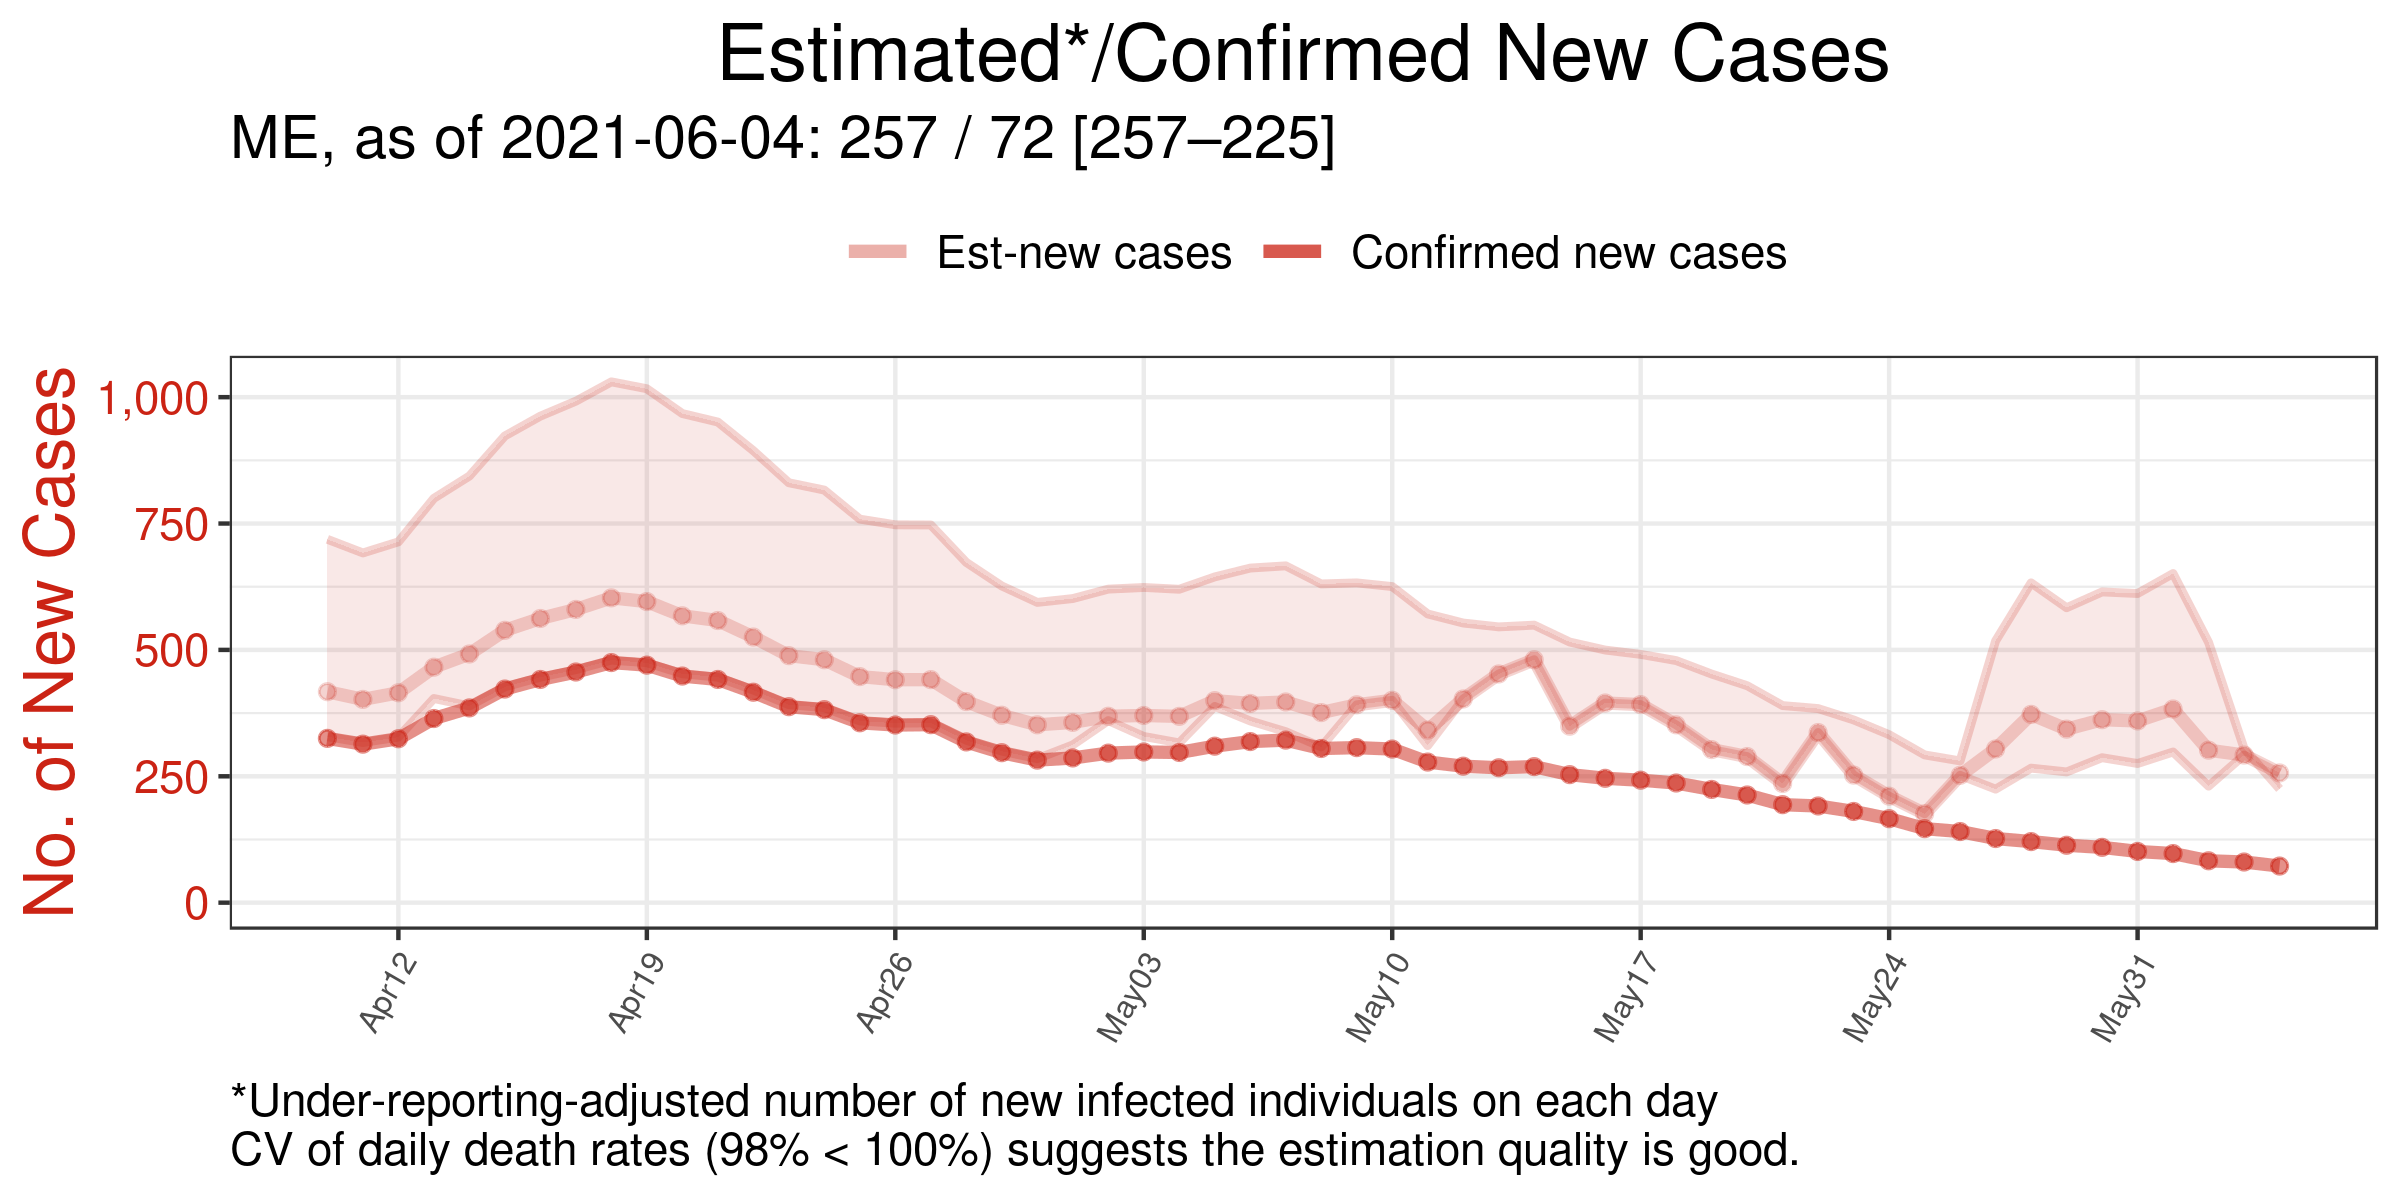 Estimated*/Confirmed New Cases
ME, as of 2021-06-04: 257 / 72 [257–225]
Est-new cases
Confirmed new cases
No. of New Cases
1,000
750
500
250
0
Apr12
Apr19
Apr26
May03
May10
May17
May24
May31
*Under-reporting-adjusted number of new infected individuals on each day
CV of daily death rates (98% < 100%) suggests the estimation quality is good.